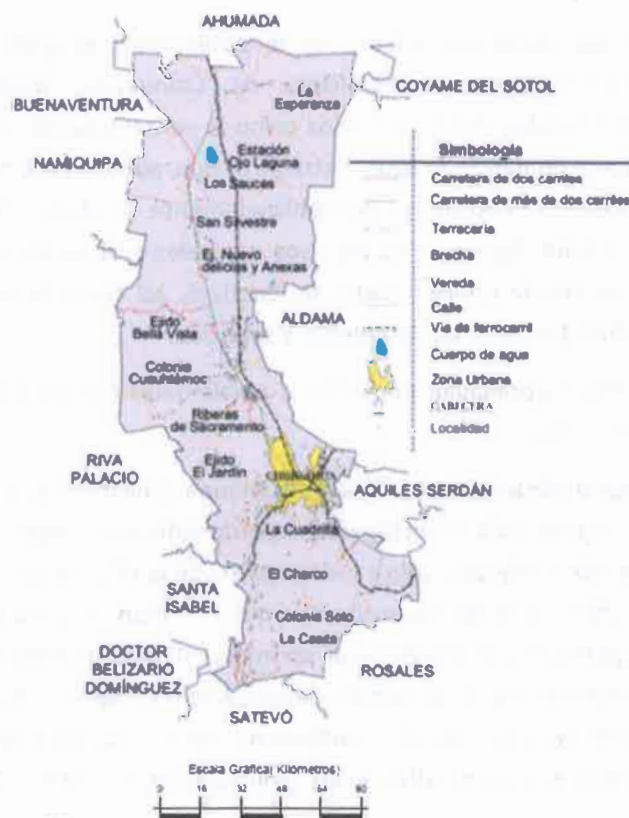 AHUMADA
COYAME DEL SOTOL
La
Esperanza
BUENAVENTURA
Simbología
Estación
Ojo Laguna
NAMIQUIPA
Carretera de dos carriles
Los Sauces
Carretera de más de dos carriles
San Silvestre
Terracería
Ej. Nuevo
delicias y Anexas
Brecha
Vereda
Calle
ALDAMA
Vía de ferrocarril
Ejido
Bella Vista
Cuerpo de agua
Colonia
Cuauhtémoc
Zona Urbana
CABECERA
Riberas
de Sacramento
Localidad
RIVA
PALACIO
Ejido
El Jardín
AQUILES SERDÁN
La Cuadrilla
El Charco
SANTA
ISABEL
Colonia Soto
La Casita
DOCTOR
BELIZARIO
DOMÍNGUEZ
ROSALES
SATEVÓ
Escala Gráfica( Kilómetros)
0 16 32 48 64 80